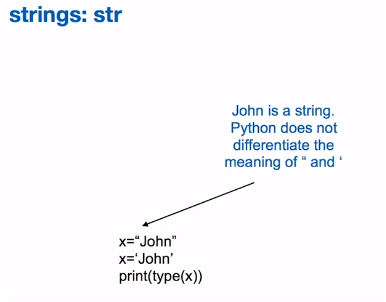 strings: str
John is a string.
Python does not
differentiate the
meaning of “ and ‘
x=“John”
x=‘John’
print(type(x))